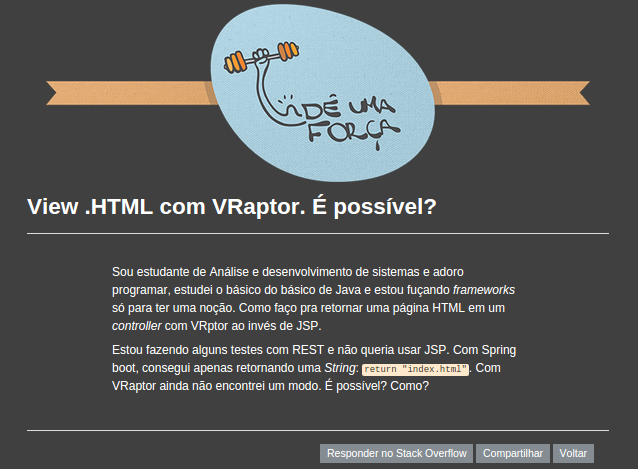 DÊ UMA
FORÇA
View .HTML com VRaptor. É possível?
Sou estudante de Análise e desenvolvimento de sistemas e adoro
programar, estudei o básico do básico de Java e estou fuçando frameworks
só para ter uma noção. Como faço pra retornar uma página HTML em um
controller com VRptor ao invés de JSP.
Estou fazendo alguns testes com REST e não queria usar JSP. Com Spring
boot, consegui apenas retornando uma String: return "index.html". Com
VRaptor ainda não encontrei um modo. É possível? Como?
Responder no Stack Overflow Compartilhar Voltar